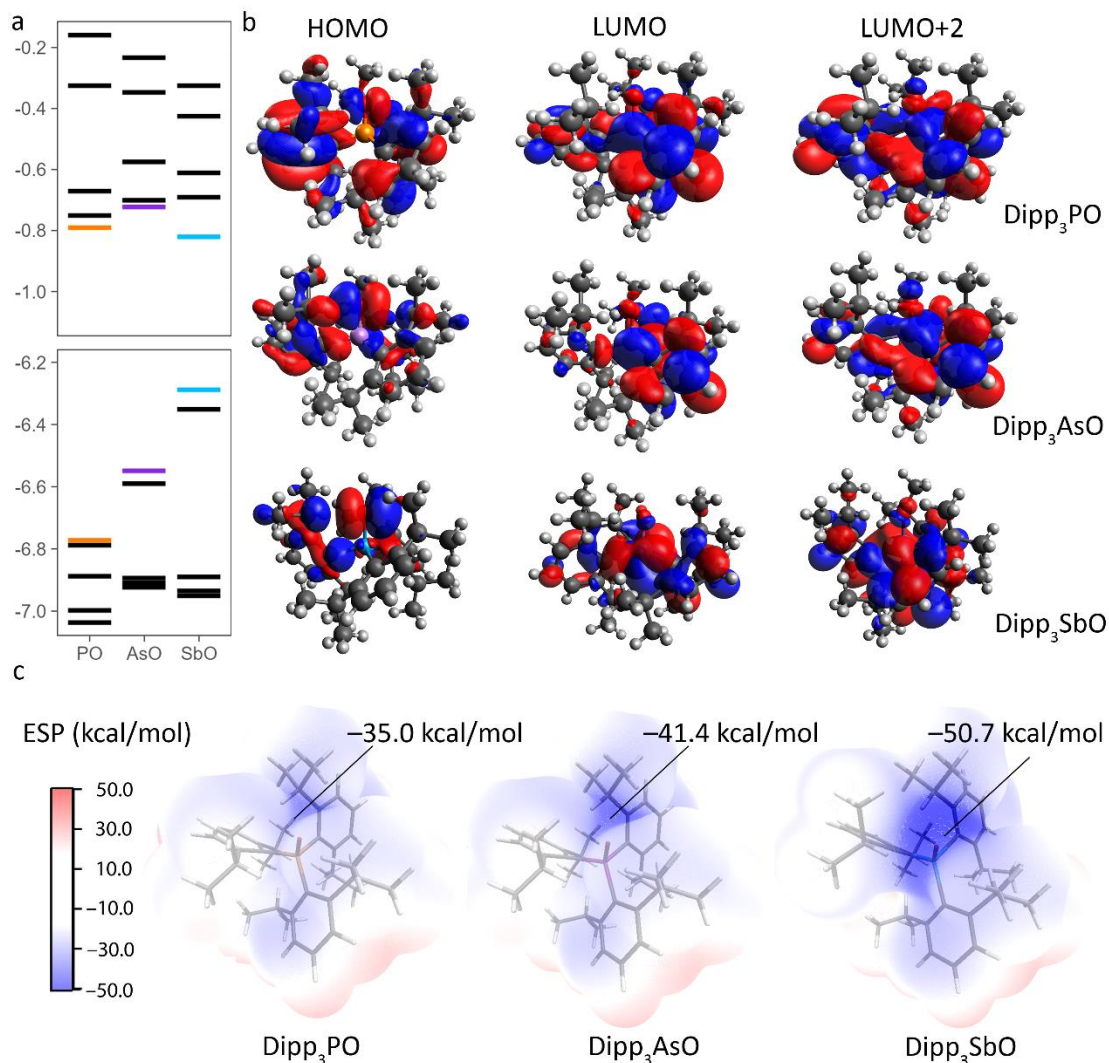 a
-0.2
-0.4
-0.6
-0.8
-1.0
-6.2
-6.4
-6.6
-6.8
-7.0
PO AsO SbO
b
HOMO LUMO LUMO+2
Dipp₃PO
Dipp₃AsO
Dipp₃SbO
c
ESP (kcal/mol)
50.0
30.0
10.0
−10.0
−30.0
−50.0
−35.0 kcal/mol
−41.4 kcal/mol
−50.7 kcal/mol
Dipp₃PO Dipp₃AsO Dipp₃SbO